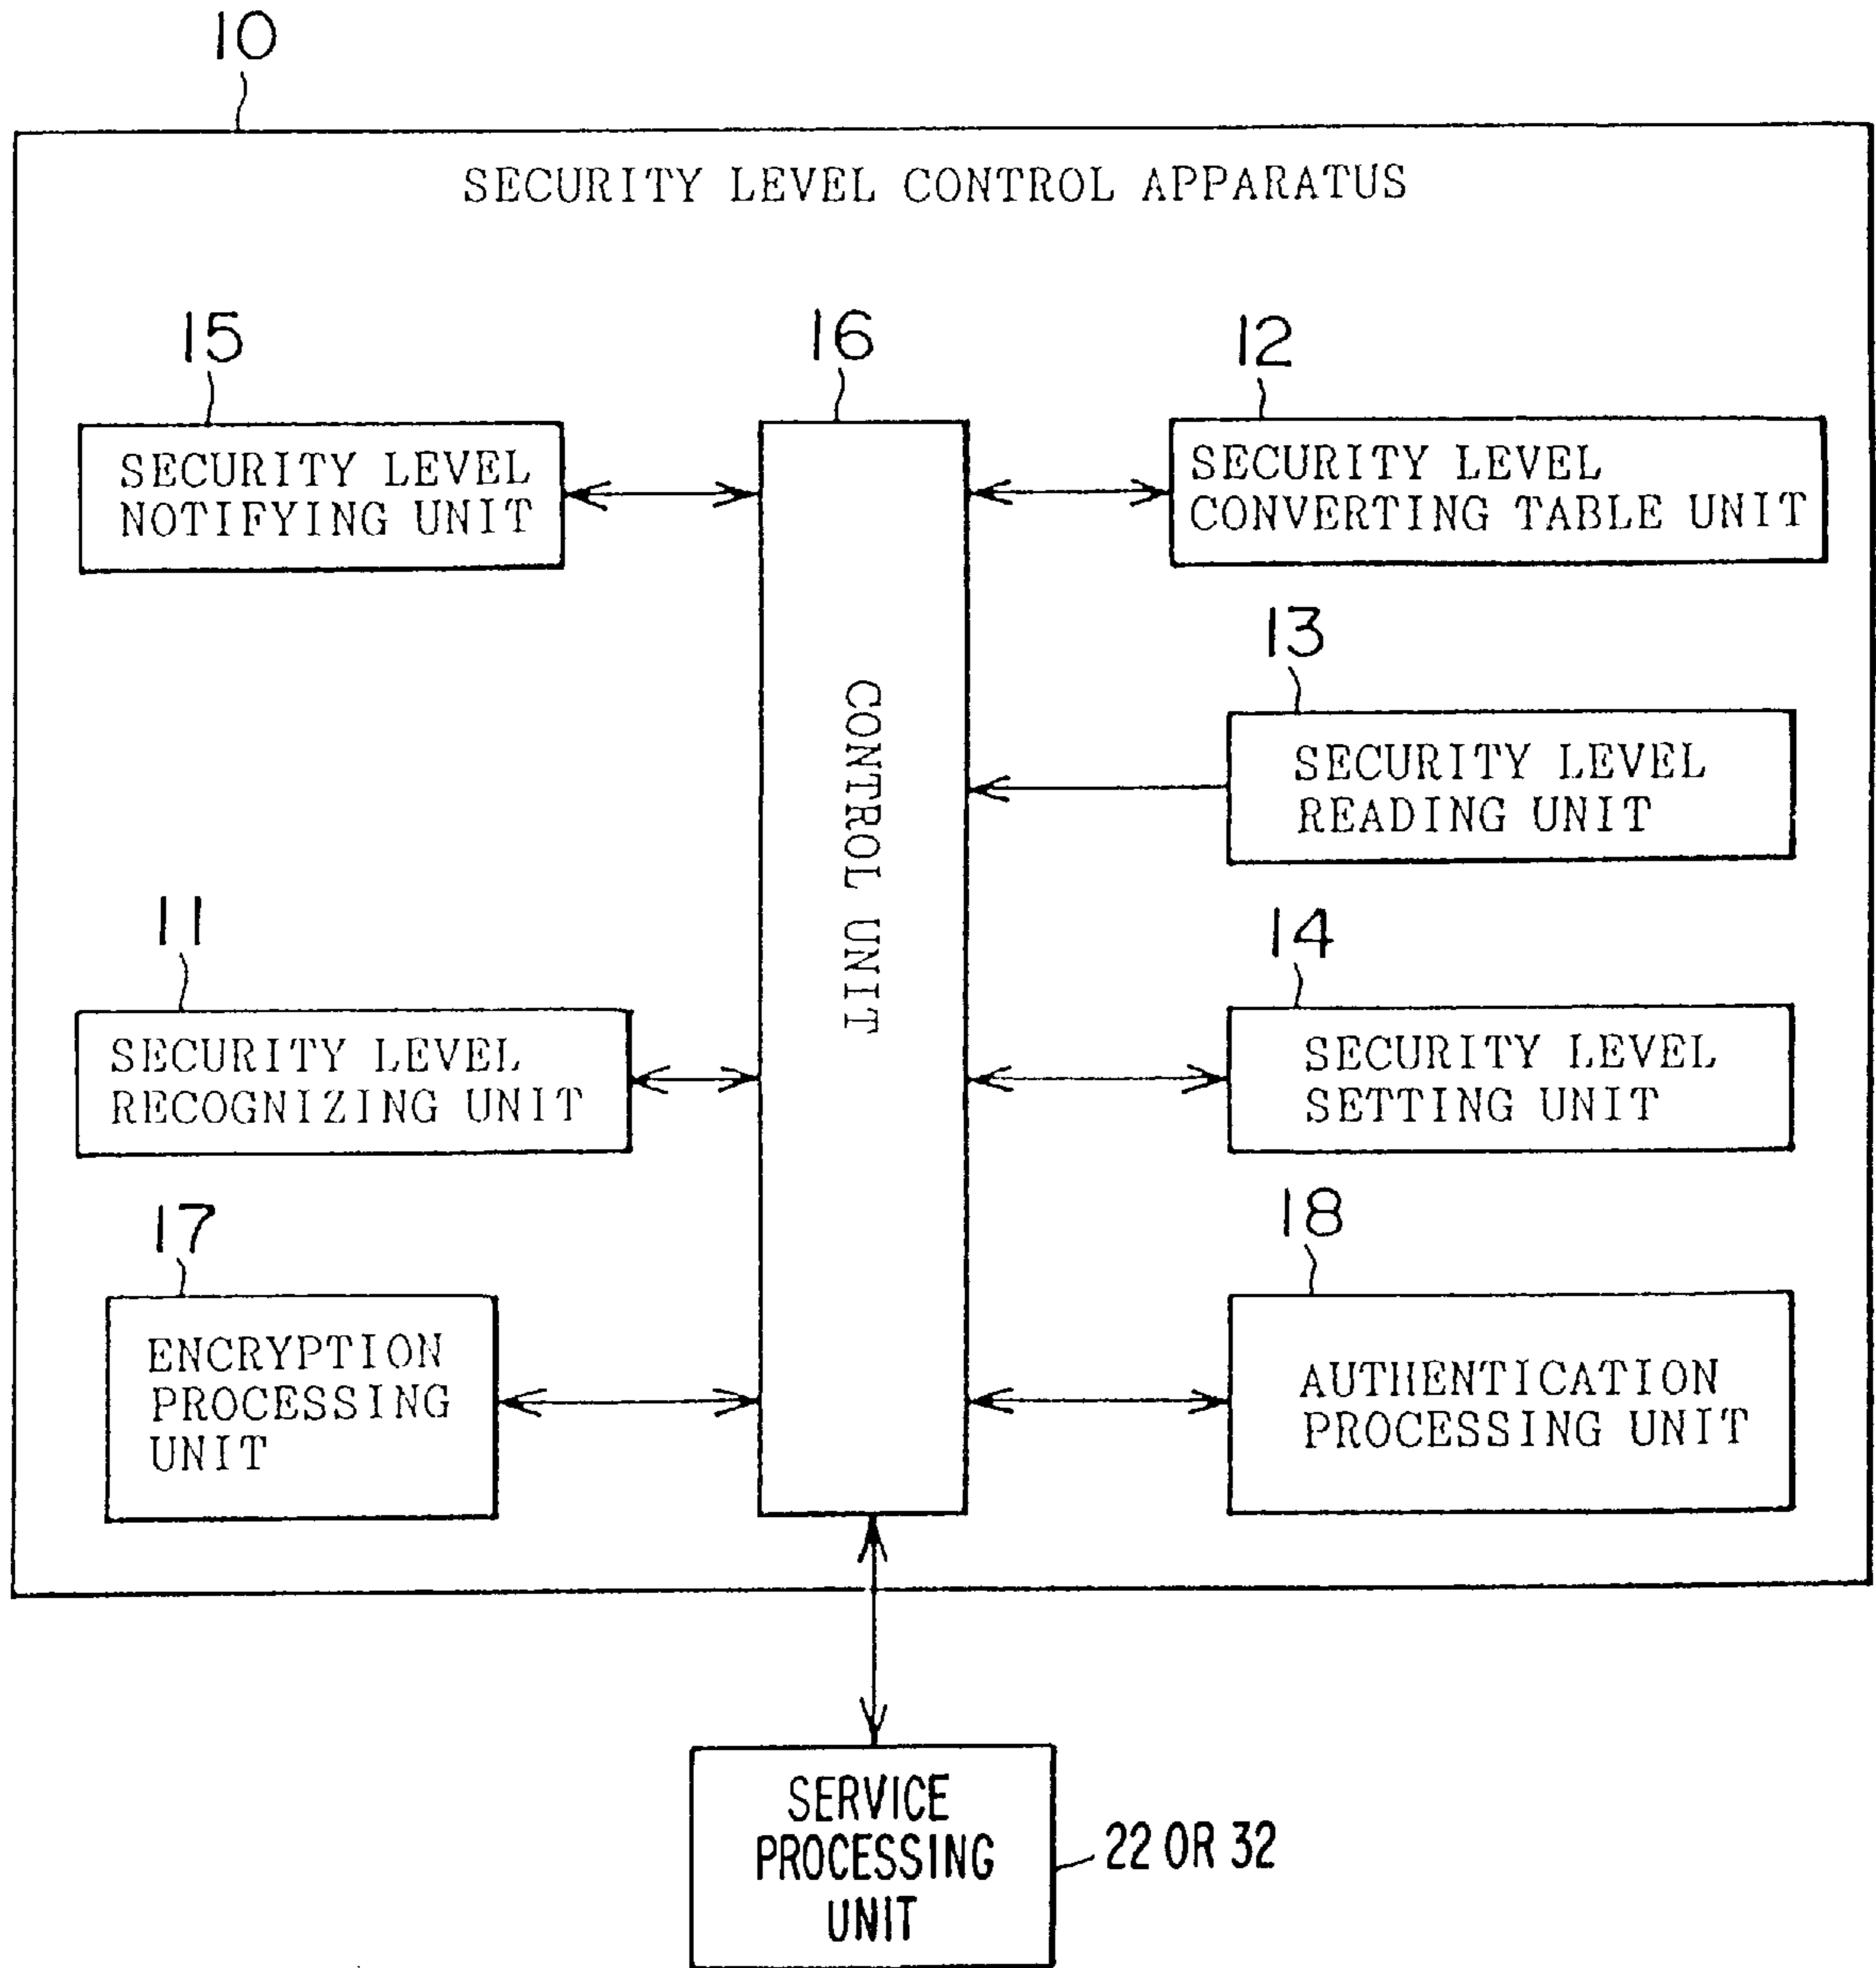 10
SECURITY LEVEL CONTROL APPARATUS
15
SECURITY LEVEL
NOTIFYING UNIT
16
CONTROL UNIT
12
SECURITY LEVEL
CONVERTING TABLE UNIT
13
SECURITY LEVEL
READING UNIT
11
SECURITY LEVEL
RECOGNIZING UNIT
14
SECURITY LEVEL
SETTING UNIT
17
ENCRYPTION
PROCESSING
UNIT
18
AUTHENTICATION
PROCESSING UNIT
SERVICE
PROCESSING
UNIT
22 OR 32